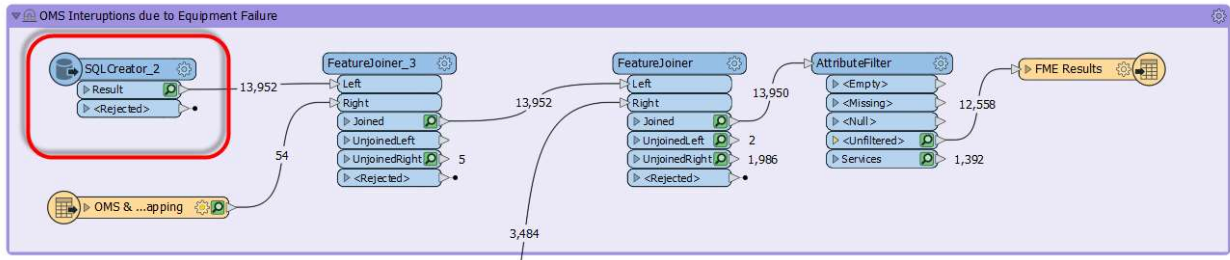 OMS Interuptions due to Equipment Failure
SQLCreator_2
Result
<Rejected>
13,952
54
OMS & ...apping
FeatureJoiner_3
Left
Right
Joined
UnjoinedLeft
UnjoinedRight
5
<Rejected>
13,952
3,484
FeatureJoiner
Left
Right
Joined
UnjoinedLeft
2
UnjoinedRight
1,986
<Rejected>
13,950
AttributeFilter
<Empty>
<Missing>
<Null>
<Unfiltered>
Services
1,392
12,558
FME Results